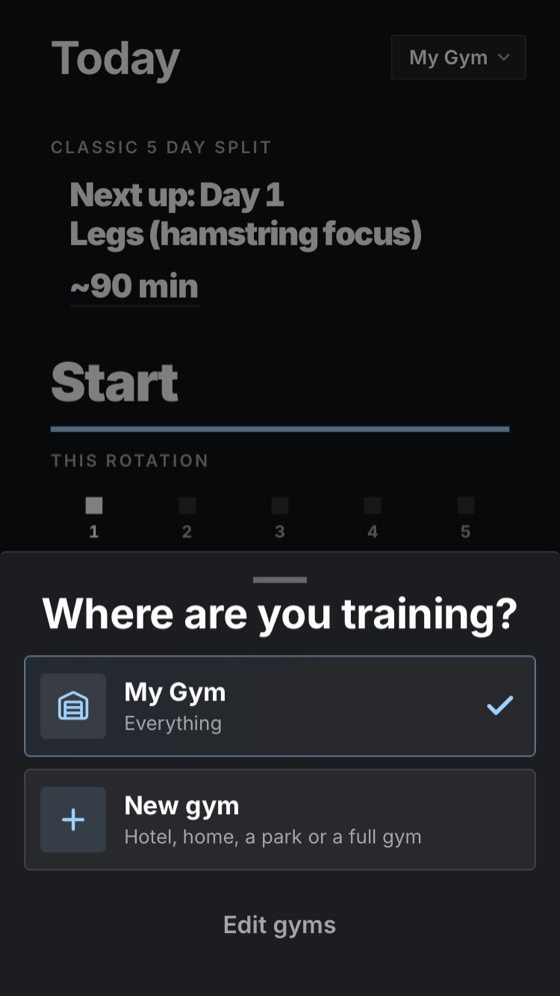 Today
My Gym
CLASSIC 5 DAY SPLIT
Next up: Day 1
Legs (hamstring focus)
~90 min
Start
THIS ROTATION
1 2 3 4 5
Where are you training?
My Gym
Everything
New gym
Hotel, home, a park or a full gym
Edit gyms